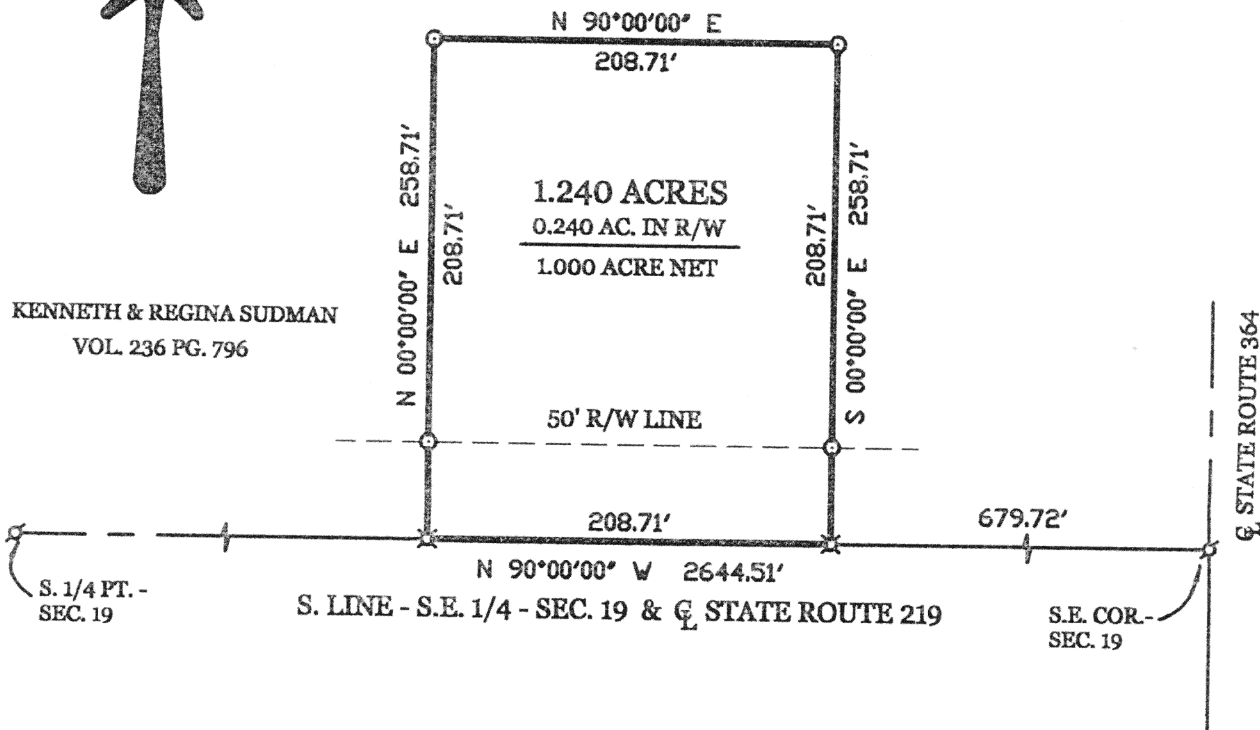 N 90°00'00" E
208.71'
N 00°00'00" E 258.71'
208.71'
1.240 ACRES
0.240 AC. IN R/W
1.000 ACRE NET
208.71'
S 00°00'00" E 258.71'
KENNETH & REGINA SUDMAN
VOL. 236 PG. 796
50' R/W LINE
℄ STATE ROUTE 364
208.71'
679.72'
N 90°00'00" W 2644.51'
S. LINE - S.E. 1/4 - SEC. 19 & ℄ STATE ROUTE 219
S. 1/4 PT. -
SEC. 19
S.E. COR.-
SEC. 19